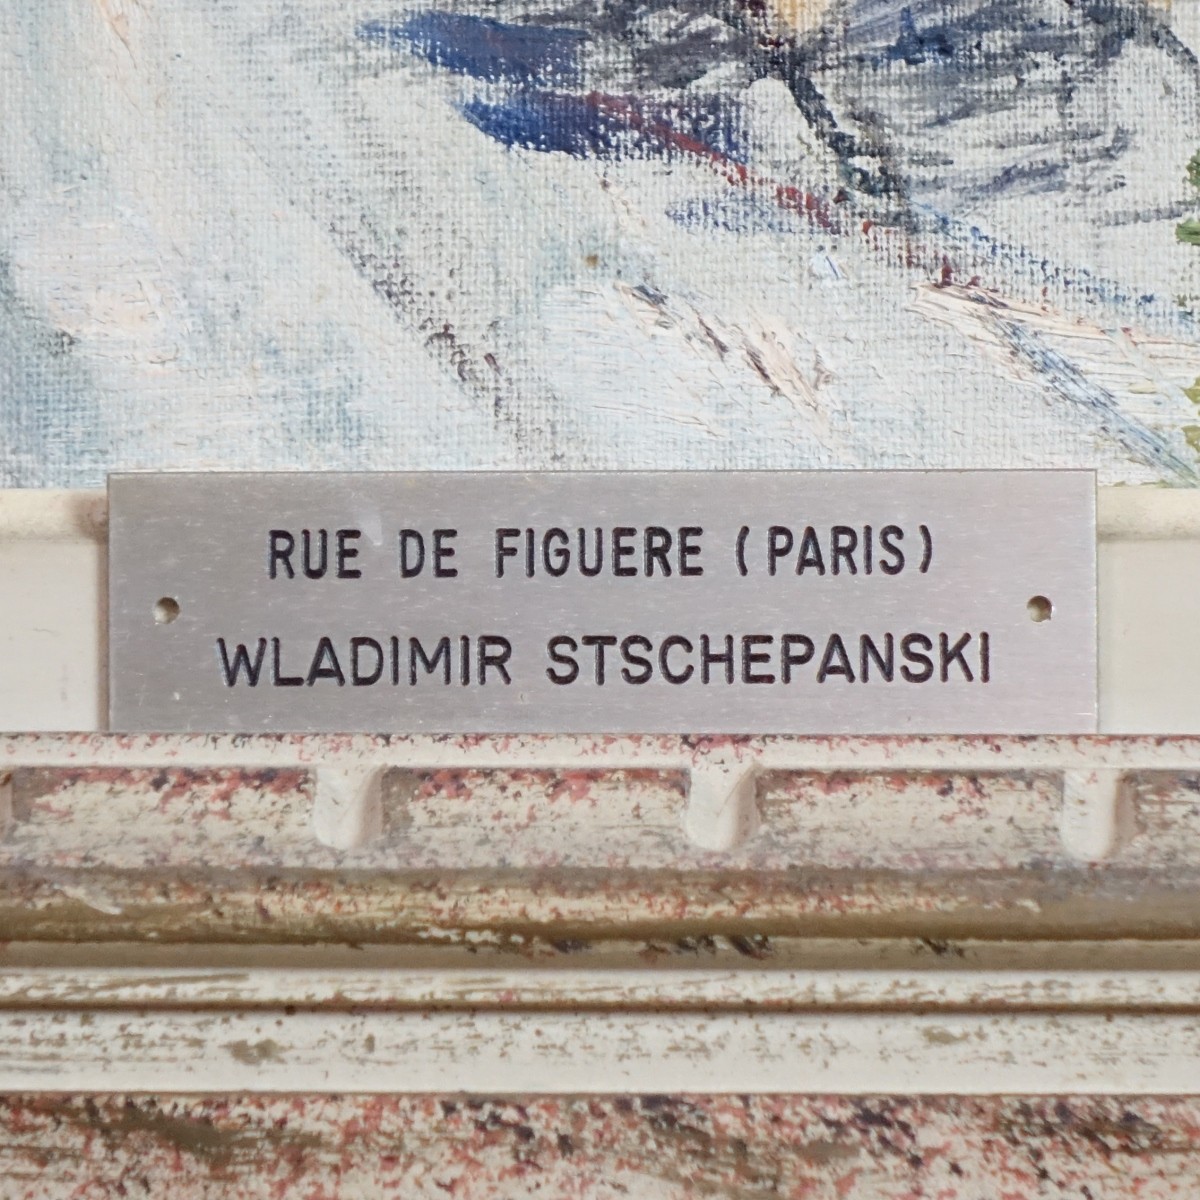 RUE DE FIGUERE (PARIS)
WLADIMIR STSCHEPANSKI